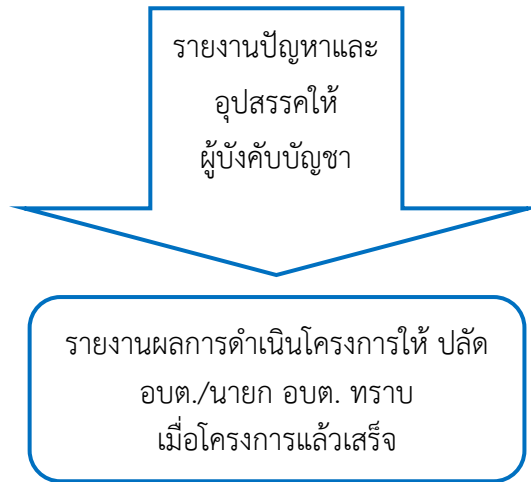 รายงานปัญหาและ
อุปสรรคให้
ผู้บังคับบัญชา
รายงานผลการดำเนินโครงการให้ ปลัด
อบต./นายก อบต. ทราบ
เมื่อโครงการแล้วเสร็จ